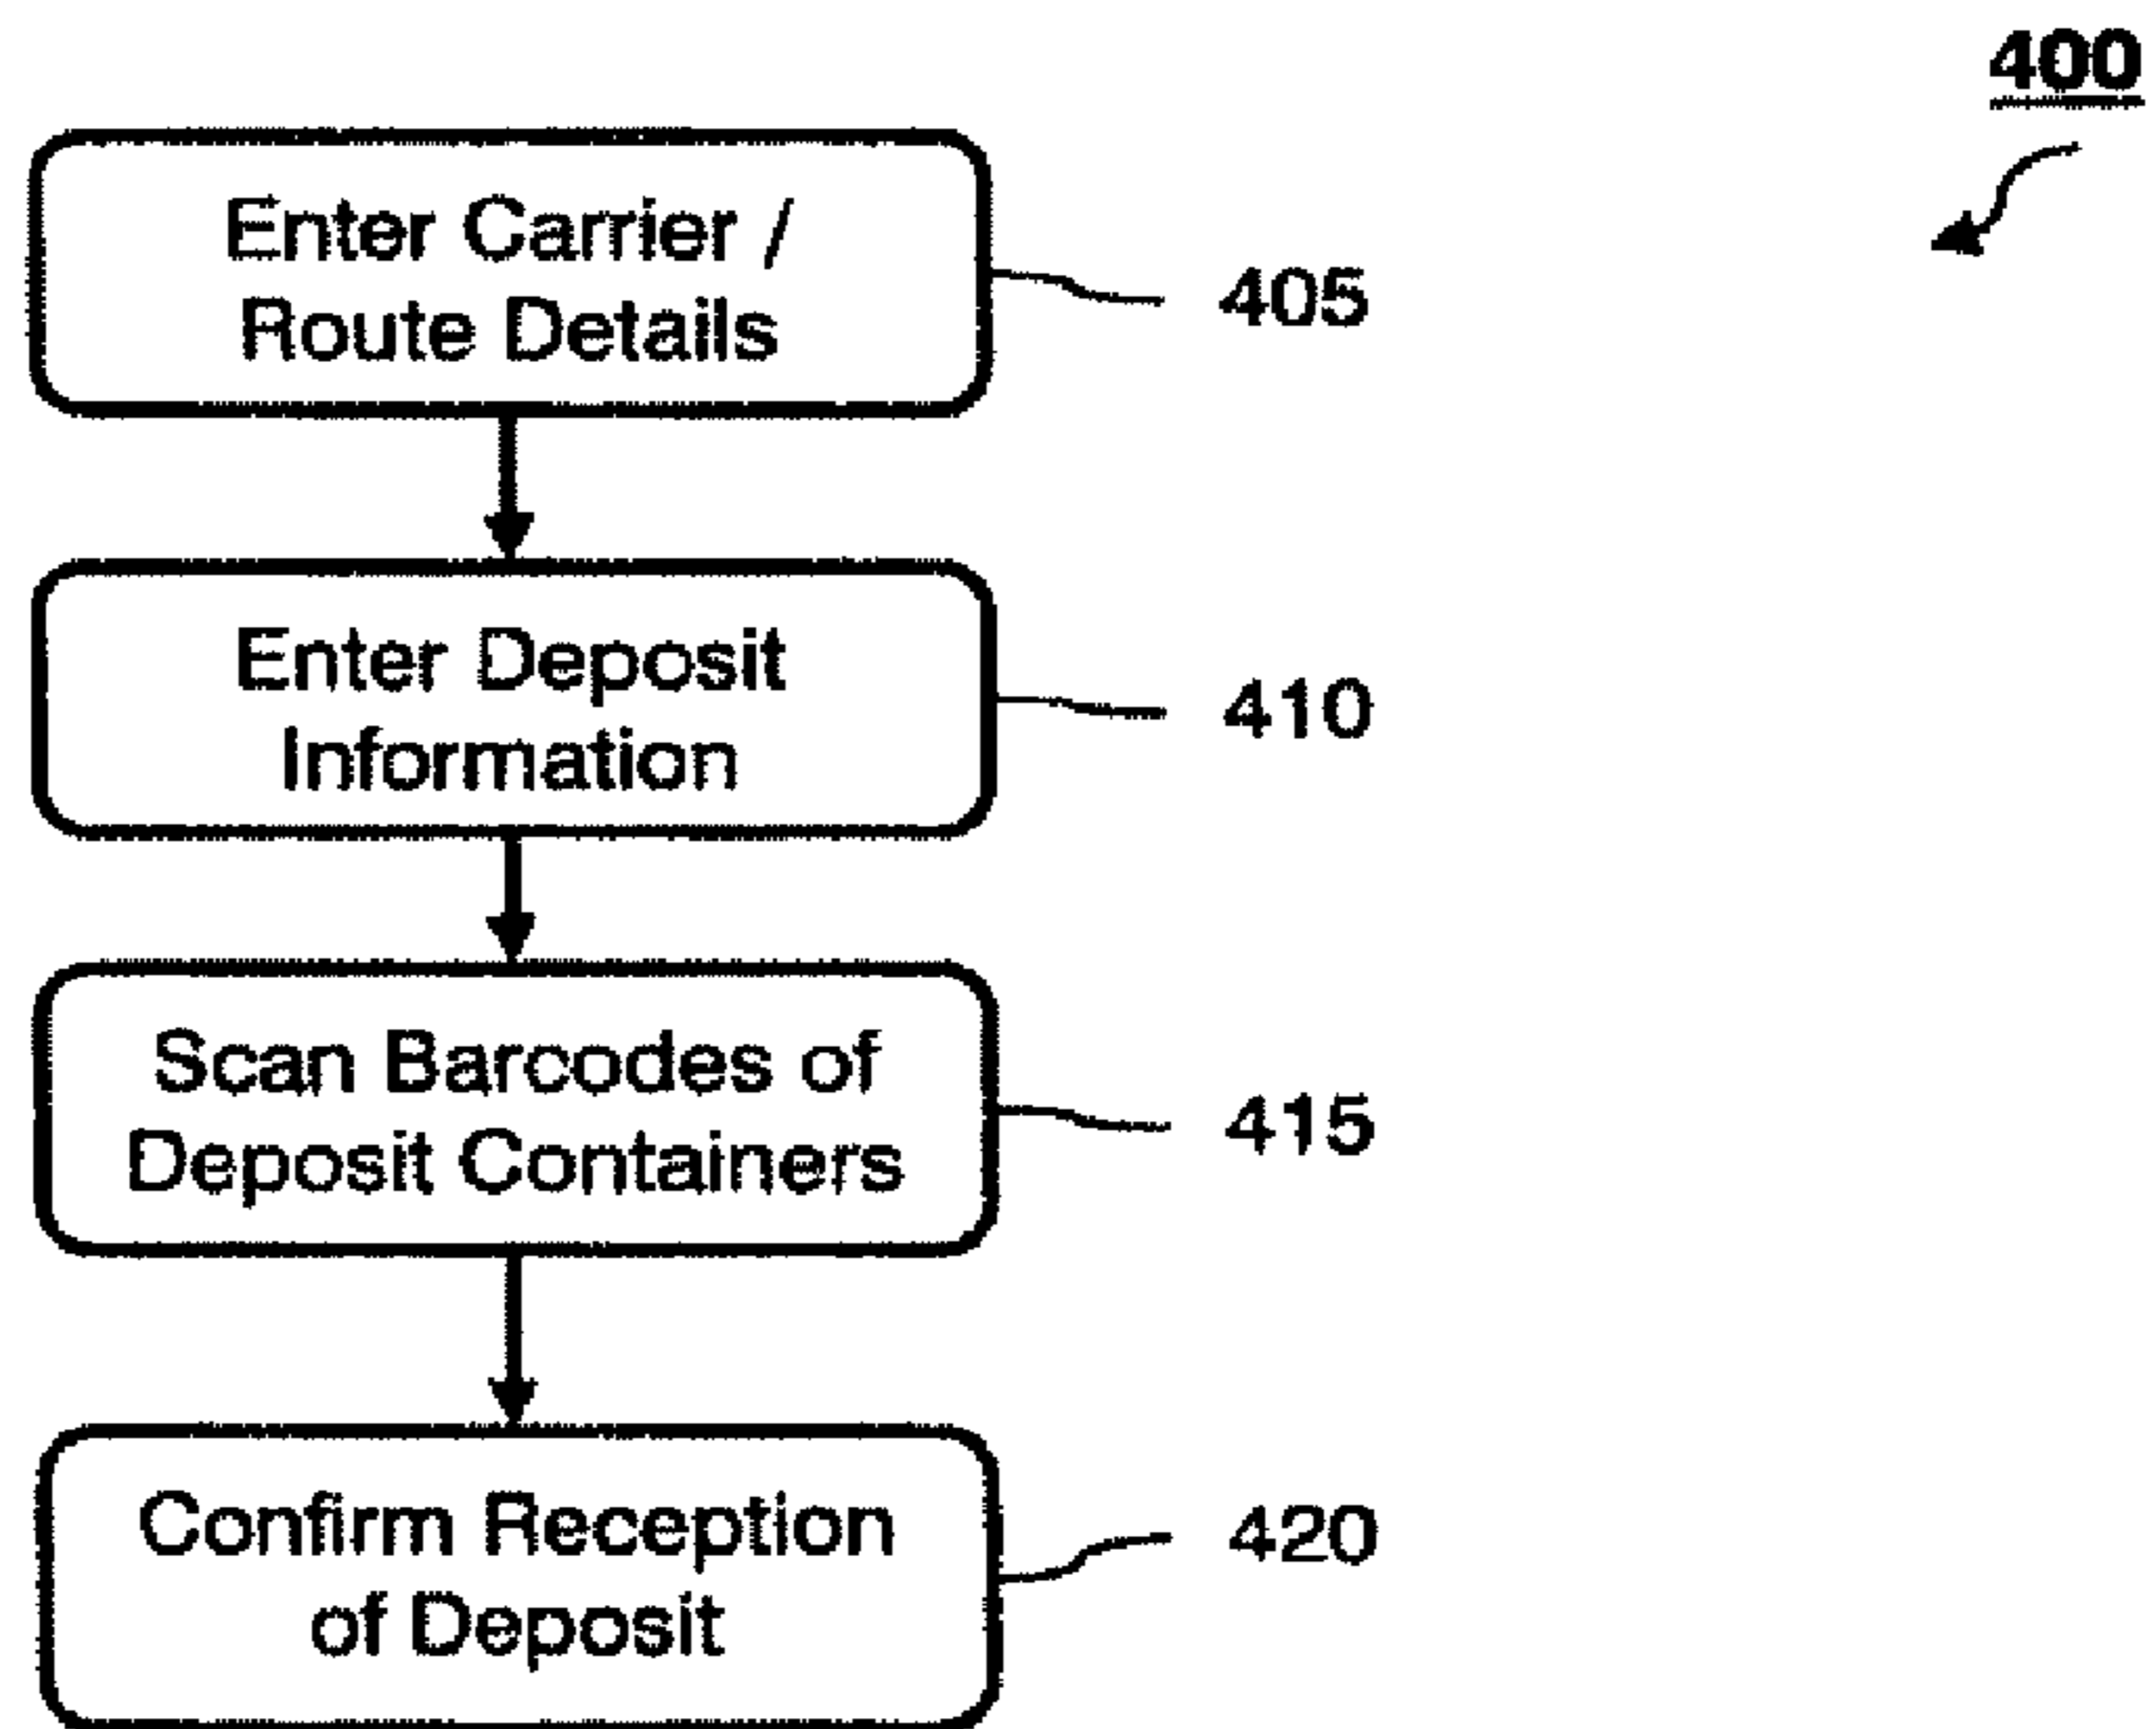 400
Enter Carrier /
Route Details
405
Enter Deposit
Information
410
Scan Barcodes of
Deposit Containers
415
Confirm Reception
of Deposit
420